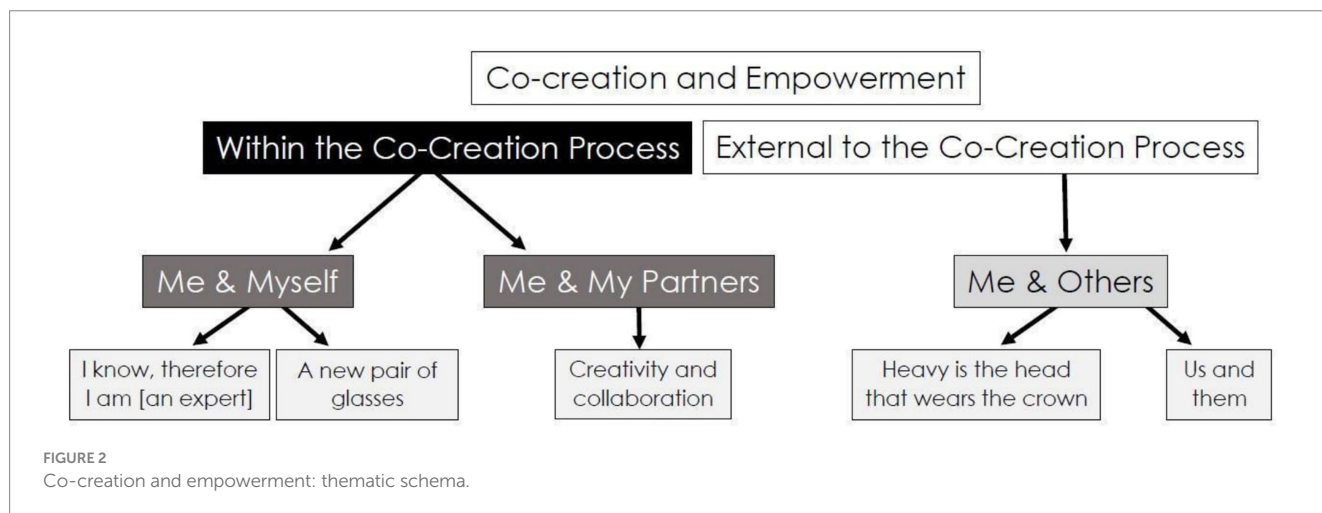 Co-creation and Empowerment
Within the Co-Creation Process
External to the Co-Creation Process
Me & Myself
Me & My Partners
Me & Others
I know, therefore
I am [an expert]
A new pair of
glasses
Creativity and
collaboration
Heavy is the head
that wears the crown
Us and
them
FIGURE 2
Co-creation and empowerment: thematic schema.